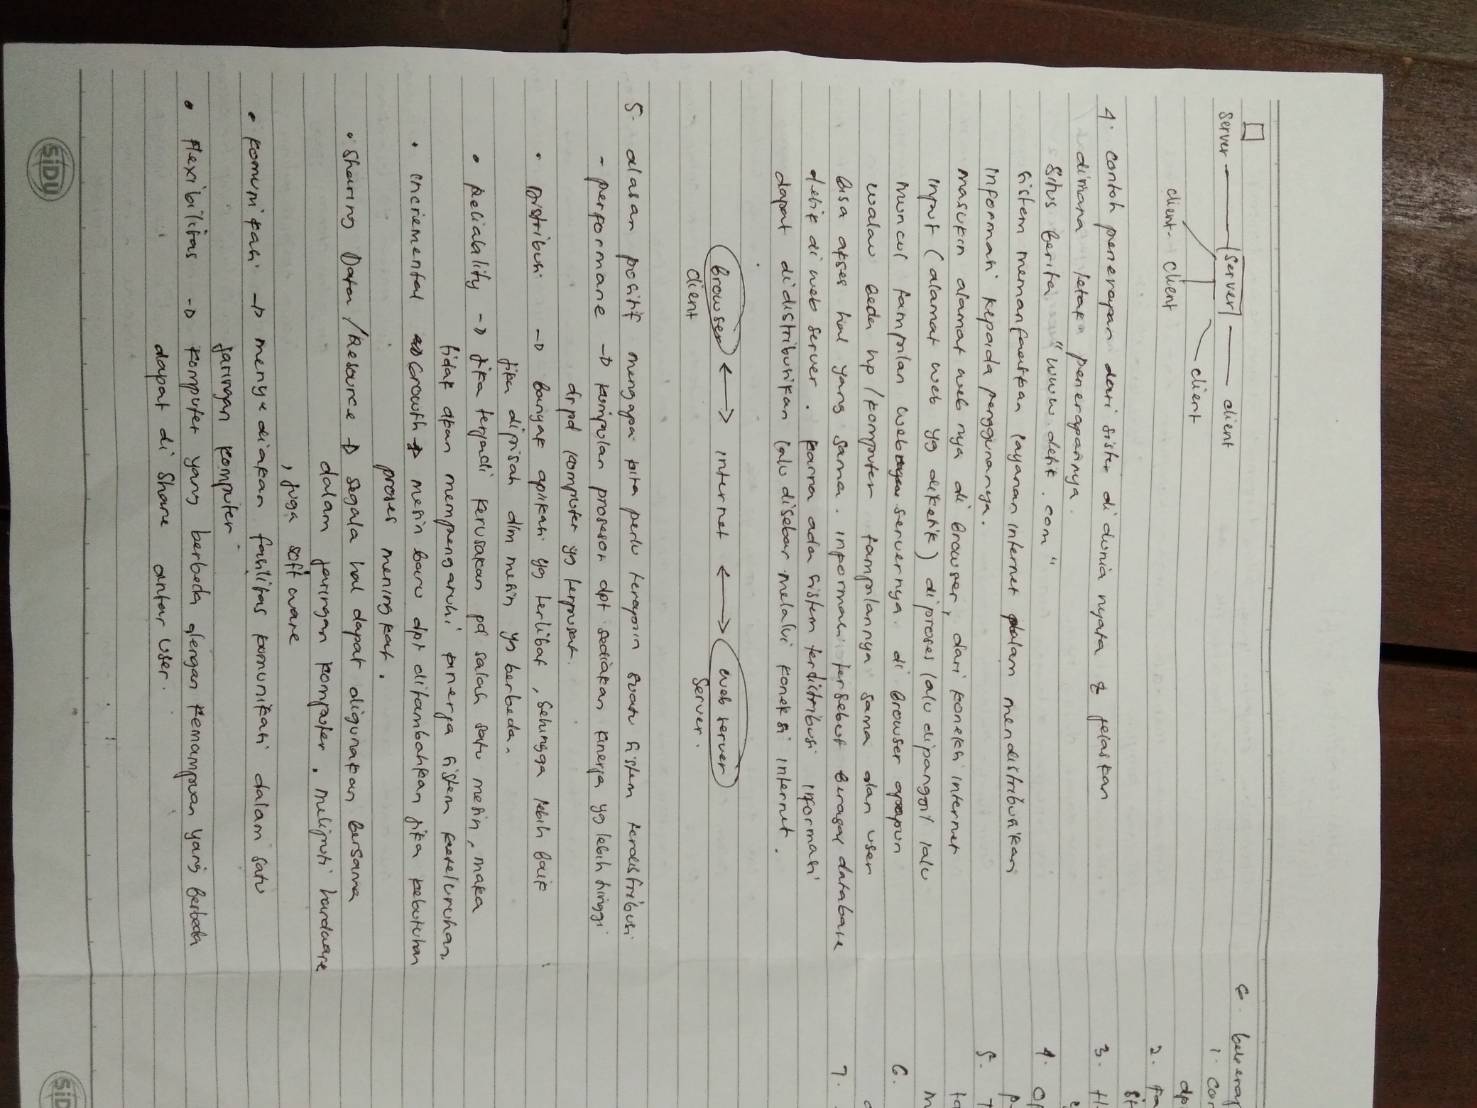 Server
Server
client
client
client
client
4. contoh penerapan dari sister di dunia nyata & jelaskan
dimana letak penerapannya
Situs Berita "www detik . com"
Sistem memanfaatkan layanan internet dalam mendistribusikan
Informasi kepada penggunanya.
masukin alamat web nya di Browser, dari koneksi internet
Input (alamat web yg diketik) diproses lalu dipanggil lalu
muncul tampilan web servernya. di Browser apapun
walau beda hp/komputer tampilannya sama dan user
Bisa akses hal yang sama. informasi tersebut berasal database
detik di web server. karna ada sistem terdistribusi informasi
dapat didistribusikan lalu disebar melalui koneksi internet.
Browser ↔ internet ↔ web server
client
Server.
5. alasan positif mengapa kita perlu terapin suatu sistem terdistribusi
- performane → kumpulan prosesor dpt sediakan kinerja yg lebih tinggi
drpd komputer yg terpusat.
• Distribusi → Banyak aplikasi yg terlibat, Sehingga lebih baik
jika dipisah dlm mesin yg berbeda.
• Reliability → jika terjadi kerusakan pd salah satu mesin, maka
tidak akan mempengaruhi kinerja sistem keseluruhan
• Incremental Growth → mesin baru dpt ditambahkan jika kebutuhan
proses meningkat.
• Sharing Data /Resource → segala hal dapat digunakan Bersama
dalam jaringan komputer, meliputi hardware
, juga software
• komunikasi → menyediakan fasilitas komunikasi dalam satu
jaringan komputer
• Flexibilitas → komputer yang berbeda dengan kemampuan yang Berbeda
dapat di Share antar user.
SiDU
6. beberap
1. Car
dp
2. Fa
3.
4. Op
5. T
6.
7.